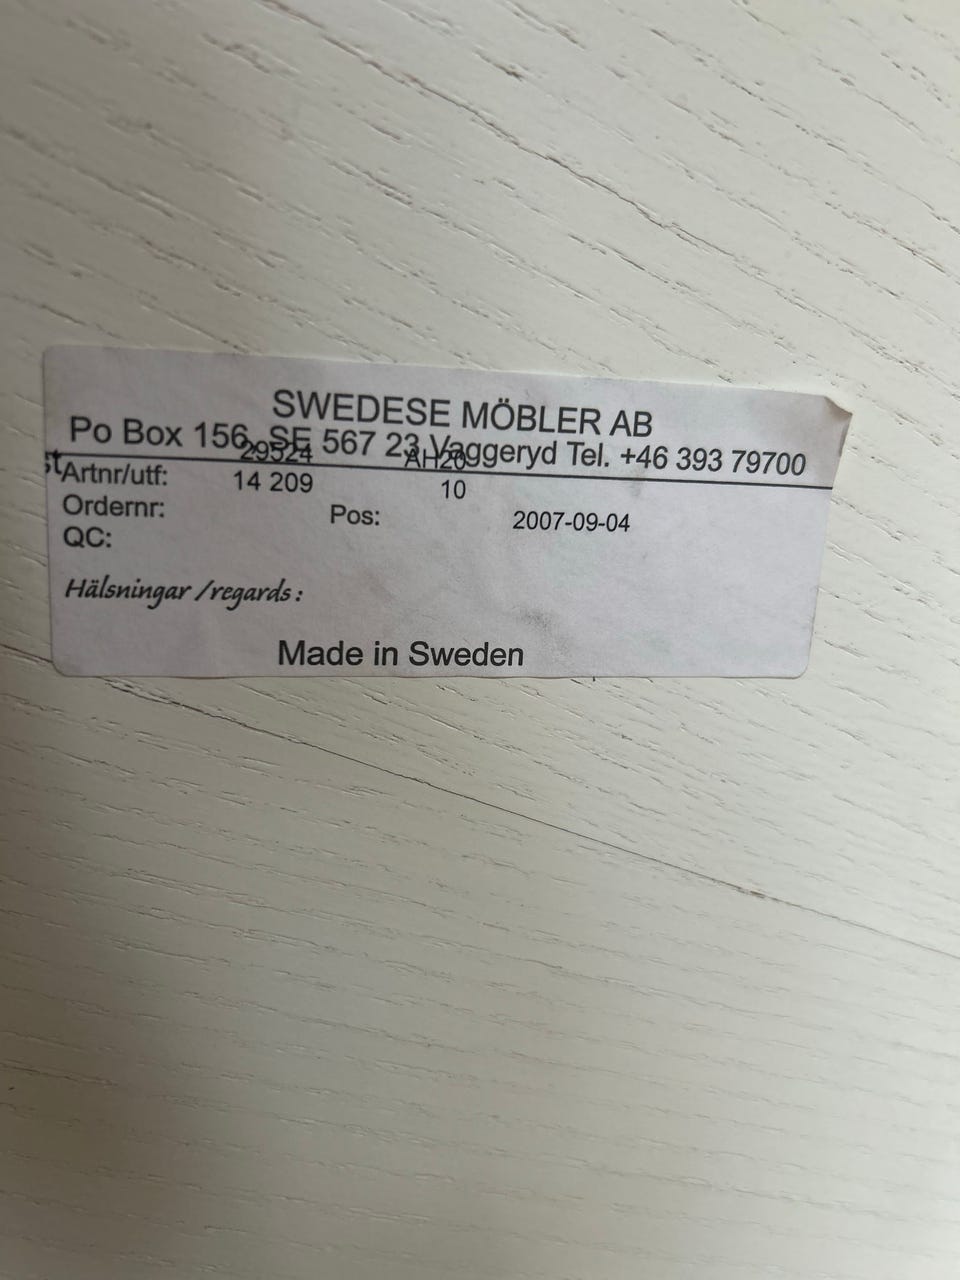 SWEDESE MÖBLER AB
Po Box 156, SE 567 23 Vaggeryd Tel. +46 393 79700
29524 AH20
st
Artnr/utf: 14 209 10
Ordernr: Pos: 2007-09-04
QC:
Hälsningar /regards:
Made in Sweden